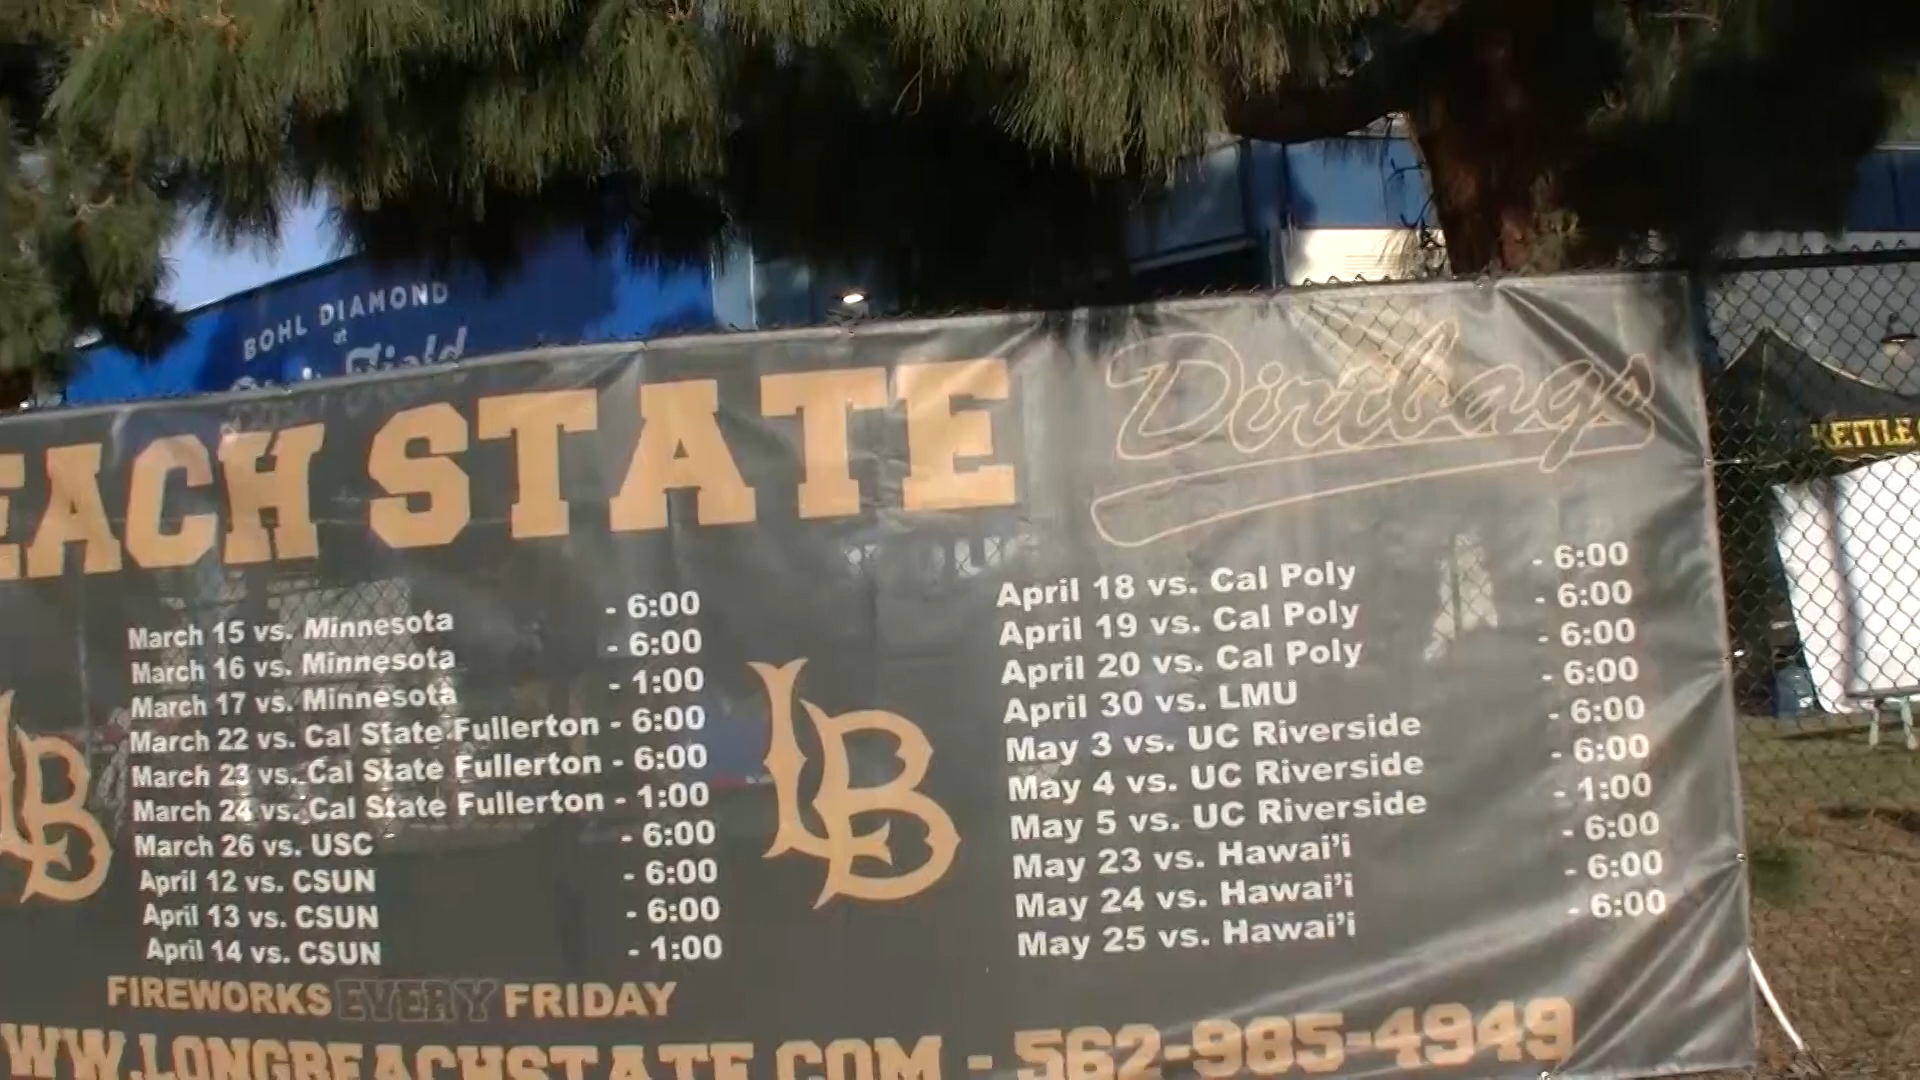 BOHL DIAMOND
at
Field
EACH STATE
Dirtbags
KETTLE
March 15 vs. Minnesota - 6:00
March 16 vs. Minnesota - 6:00
March 17 vs. Minnesota - 1:00
March 22 vs. Cal State Fullerton - 6:00
March 23 vs. Cal State Fullerton - 6:00
March 24 vs. Cal State Fullerton - 1:00
March 26 vs. USC - 6:00
April 12 vs. CSUN - 6:00
April 13 vs. CSUN - 6:00
April 14 vs. CSUN - 1:00
LB
LB
April 18 vs. Cal Poly - 6:00
April 19 vs. Cal Poly - 6:00
April 20 vs. Cal Poly - 6:00
April 30 vs. LMU - 6:00
May 3 vs. UC Riverside - 6:00
May 4 vs. UC Riverside - 6:00
May 5 vs. UC Riverside - 1:00
May 23 vs. Hawai'i - 6:00
May 24 vs. Hawai'i - 6:00
May 25 vs. Hawai'i - 6:00
FIREWORKS EVERY FRIDAY
WW.LONGBEACHSTATE.COM - 562-985-4949